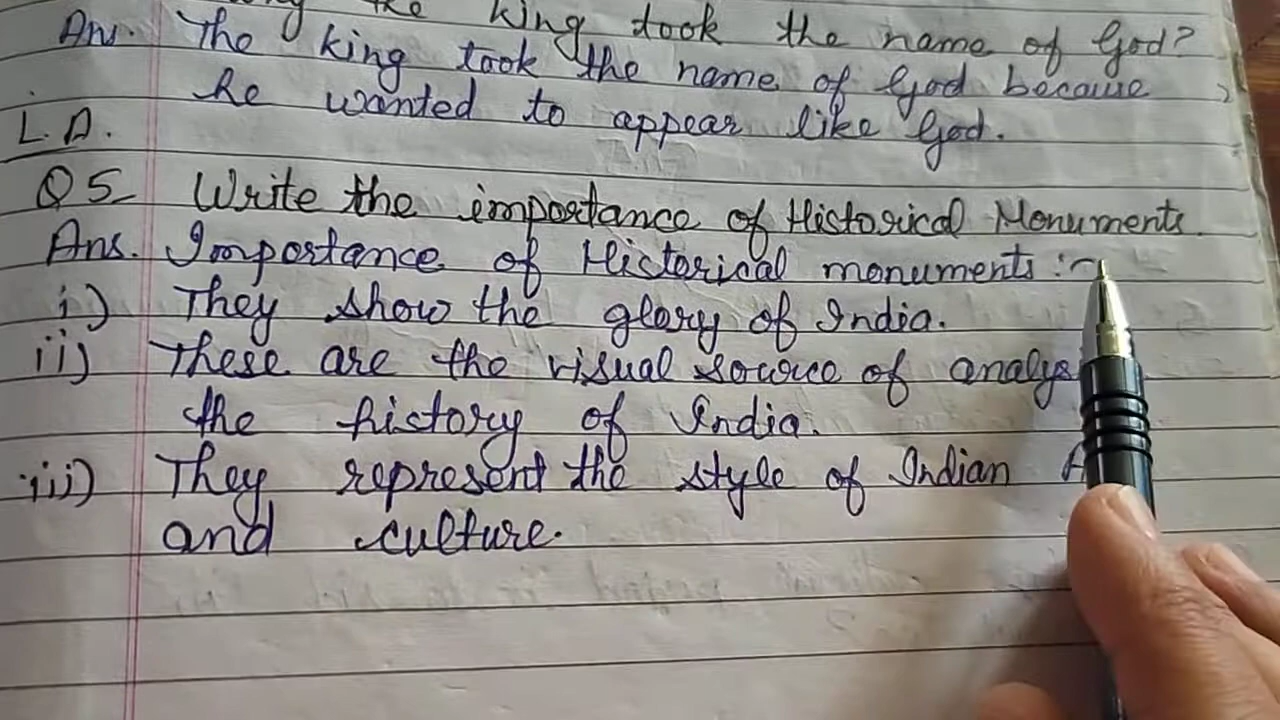 the king took the name of God?
Ans. The king took the name of God because
he wanted to appear like God.
L.A.
Q5 Write the importance of Historical Monuments.
Ans. Importance of Historical monuments :-
i) They show the glory of India.
ii) These are the visual source of
the history of India.
iii) They represent the style of Indian
and culture.